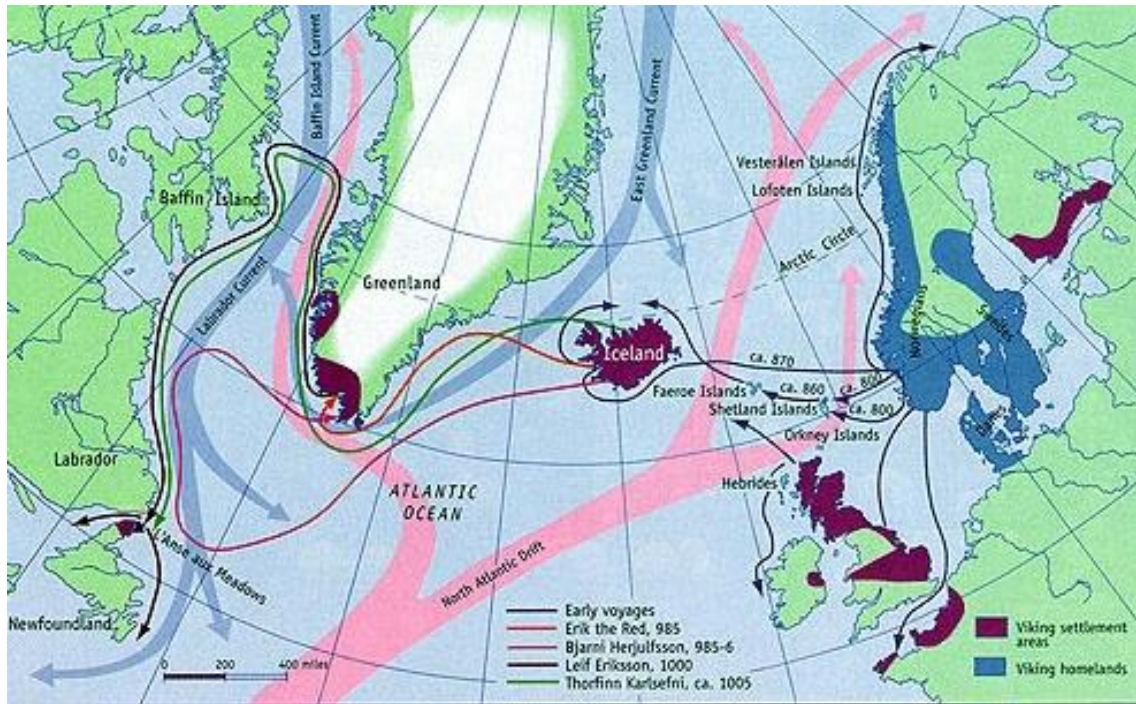 Baffin Island Current
East Greenland Current
Vesterålen Islands
Lofoten Islands
Baffin Island
Arctic Circle
Labrador Current
Greenland
Norwegians
Swedes
Iceland
ca. 870
Faeroe Islands
ca. 860
ca. 800
Shetland Islands
ca. 800
Danes
Orkney Islands
Labrador
Hebrides
ATLANTIC
OCEAN
L'Anse aux Meadows
North Atlantic Drift
Newfoundland
0 200 400 miles
Early voyages
Erik the Red, 985
Bjarni Herjulfsson, 985-6
Leif Eriksson, 1000
Thorfinn Karlsefni, ca. 1005
Viking settlement
areas
Viking homelands